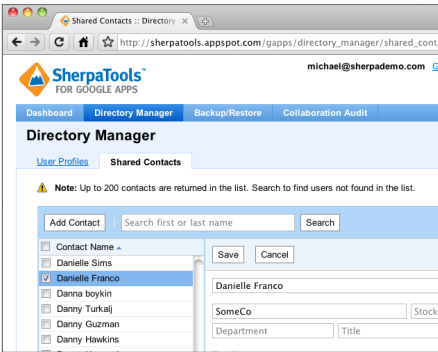 Shared Contacts :: Directory
http://sherpatools.appspot.com/gapps/directory_manager/shared_cont
michael@sherpademo.com G
SherpaTools™
FOR GOOGLE APPS
Dashboard Directory Manager Backup/Restore Collaboration Audit
Directory Manager
User Profiles Shared Contacts
Note: Up to 200 contacts are returned in the list. Search to find users not found in the list.
Add Contact Search first or last name Search
Contact Name
Save Cancel
Danielle Sims
Danielle Franco
Danielle Franco
Danna boykin
Danny Turkalj
SomeCo Stock
Danny Guzman
Department Title
Danny Hawkins